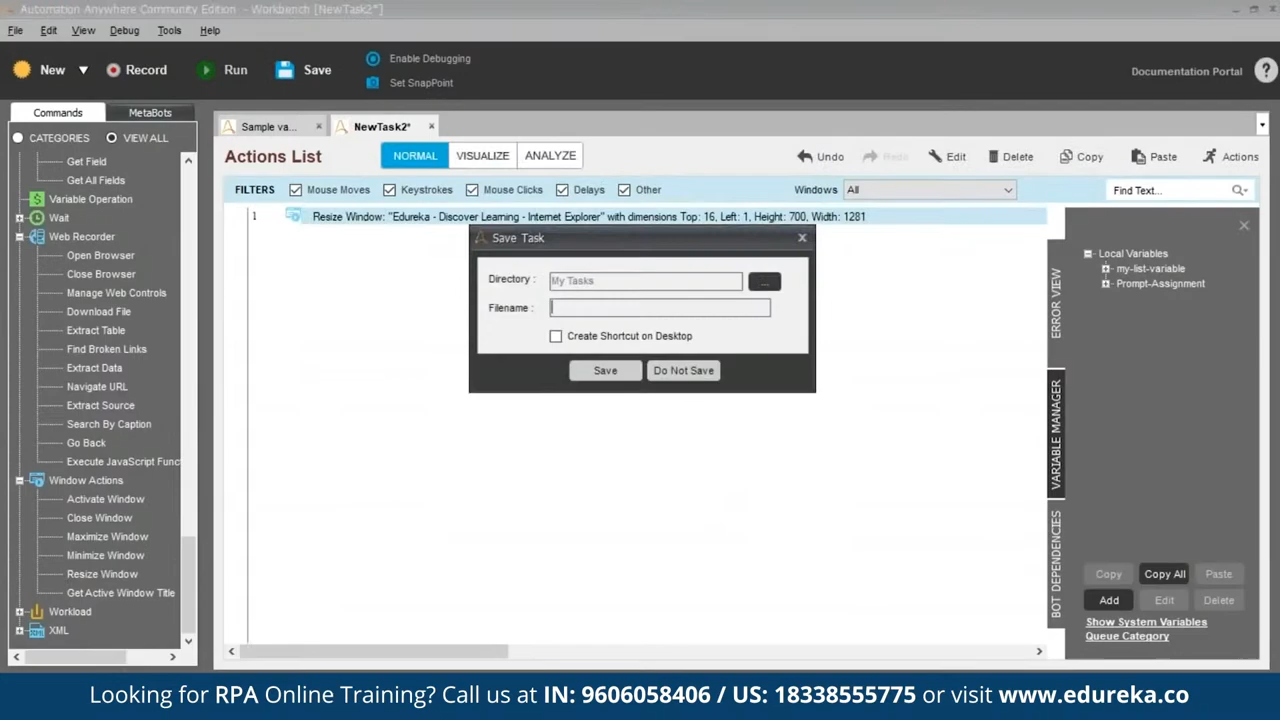 Automation Anywhere Community Edition - Workbench [NewTask2*]
File Edit View Debug Tools Help
New Record Run Save
Enable Debugging
Set SnapPoint
Documentation Portal ?
Commands MetaBots
CATEGORIES VIEW ALL
Get Field
Get All Fields
Variable Operation
Wait
Web Recorder
Open Browser
Close Browser
Manage Web Controls
Download File
Extract Table
Find Broken Links
Extract Data
Navigate URL
Extract Source
Search By Caption
Go Back
Execute JavaScript Funct
Window Actions
Activate Window
Close Window
Maximize Window
Minimize Window
Resize Window
Get Active Window Title
Workload
XML
Sample va... NewTask2*
Actions List NORMAL VISUALIZE ANALYZE Undo Redo Edit Delete Copy Paste Actions
FILTERS Mouse Moves Keystrokes Mouse Clicks Delays Other Windows All Find Text...
1 Resize Window: "Edureka - Discover Learning - Internet Explorer" with dimensions Top: 16, Left: 1, Height: 700, Width: 1281
Save Task
Directory : My Tasks ...
Filename :
Create Shortcut on Desktop
Save Do Not Save
ERROR VIEW
VARIABLE MANAGER
BOT DEPENDENCIES
Local Variables
my-list-variable
Prompt-Assignment
Copy Copy All Paste
Add Edit Delete
Show System Variables
Queue Category
Looking for RPA Online Training? Call us at IN: 9606058406 / US: 18338555775 or visit www.edureka.co